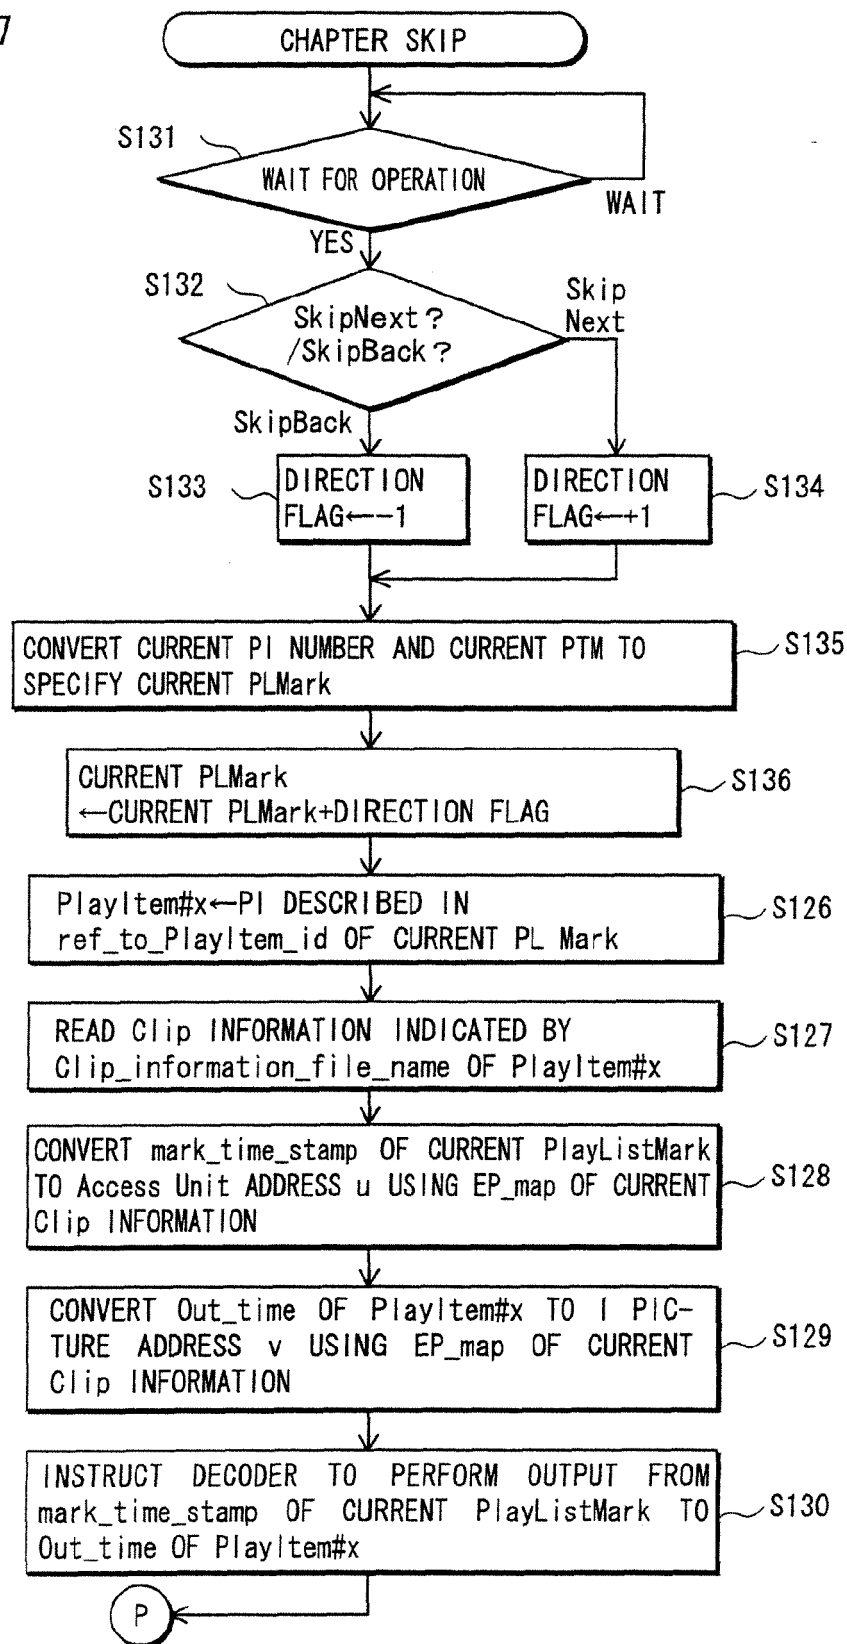 7
CHAPTER SKIP
S131
WAIT FOR OPERATION
WAIT
YES
S132
SkipNext?
/SkipBack?
Skip
Next
SkipBack
S133
DIRECTION
FLAG←−1
DIRECTION
FLAG←+1
S134
CONVERT CURRENT PI NUMBER AND CURRENT PTM TO
SPECIFY CURRENT PLMark
S135
CURRENT PLMark
←CURRENT PLMark+DIRECTION FLAG
S136
PlayItem#x←PI DESCRIBED IN
ref_to_PlayItem_id OF CURRENT PL Mark
S126
READ Clip INFORMATION INDICATED BY
Clip_information_file_name OF PlayItem#x
S127
CONVERT mark_time_stamp OF CURRENT PlayListMark
TO Access Unit ADDRESS u USING EP_map OF CURRENT
Clip INFORMATION
S128
CONVERT Out_time OF PlayItem#x TO I PIC-
TURE ADDRESS v USING EP_map OF CURRENT
Clip INFORMATION
S129
INSTRUCT DECODER TO PERFORM OUTPUT FROM
mark_time_stamp OF CURRENT PlayListMark TO
Out_time OF PlayItem#x
S130
P